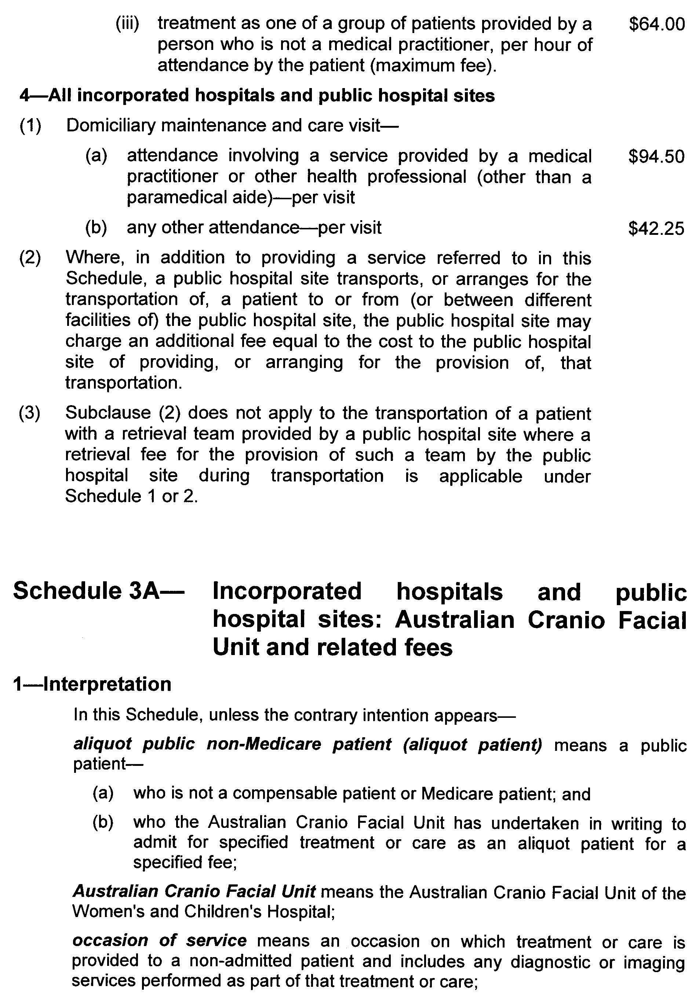 (iii) treatment as one of a group of patients provided by a $64.00
person who is not a medical practitioner, per hour of
attendance by the patient (maximum fee).
4—All incorporated hospitals and public hospital sites
(1) Domiciliary maintenance and care visit—
(a) attendance involving a service provided by a medical $94.50
practitioner or other health professional (other than a
paramedical aide)—per visit
(b) any other attendance—per visit $42.25
(2) Where, in addition to providing a service referred to in this
Schedule, a public hospital site transports, or arranges for the
transportation of, a patient to or from (or between different
facilities of) the public hospital site, the public hospital site may
charge an additional fee equal to the cost to the public hospital
site of providing, or arranging for the provision of, that
transportation.
(3) Subclause (2) does not apply to the transportation of a patient
with a retrieval team provided by a public hospital site where a
retrieval fee for the provision of such a team by the public
hospital site during transportation is applicable under
Schedule 1 or 2.
Schedule 3A— Incorporated hospitals and public
hospital sites: Australian Cranio Facial
Unit and related fees
1—Interpretation
In this Schedule, unless the contrary intention appears—
aliquot public non-Medicare patient (aliquot patient) means a public
patient—
(a) who is not a compensable patient or Medicare patient; and
(b) who the Australian Cranio Facial Unit has undertaken in writing to
admit for specified treatment or care as an aliquot patient for a
specified fee;
Australian Cranio Facial Unit means the Australian Cranio Facial Unit of the
Women's and Children's Hospital;
occasion of service means an occasion on which treatment or care is
provided to a non-admitted patient and includes any diagnostic or imaging
services performed as part of that treatment or care;